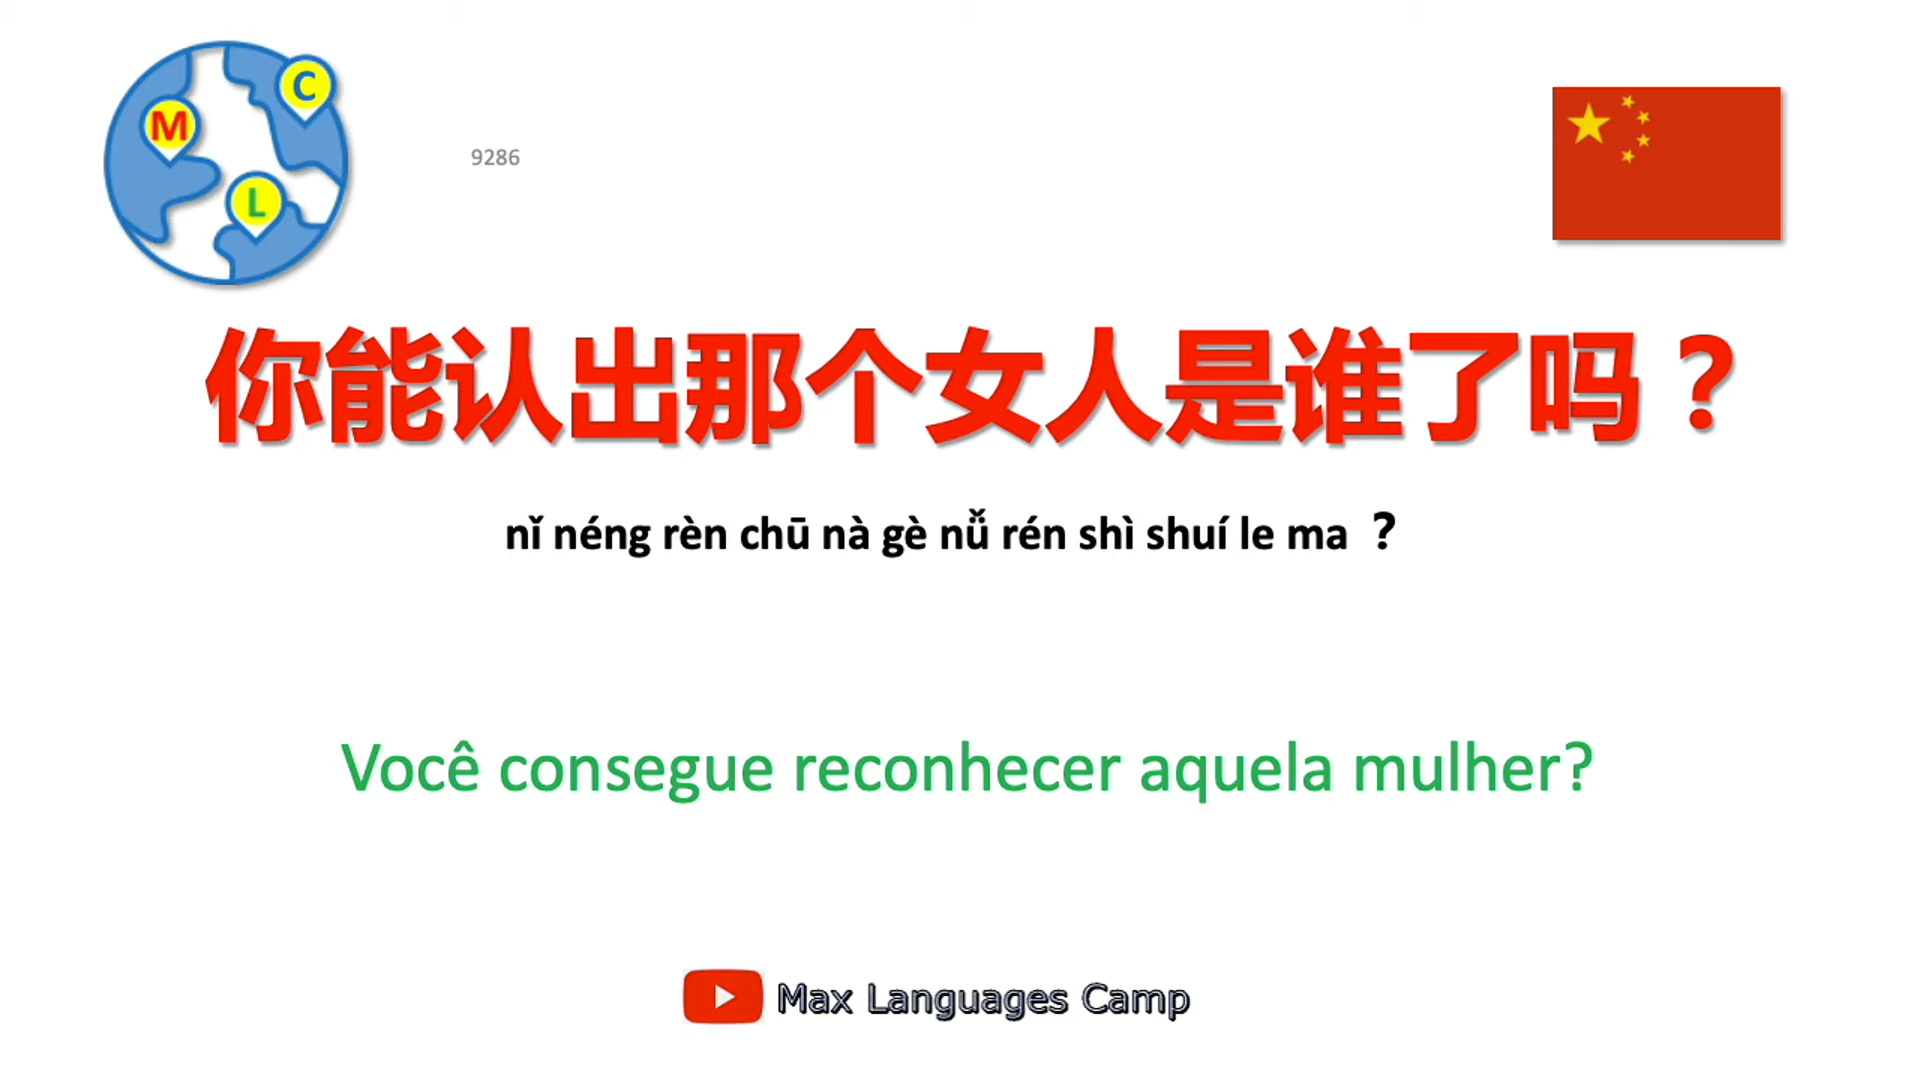 M
C
L
9286
你能认出那个女人是谁了吗？
nǐ néng rèn chū nà gè nǚ rén shì shuí le ma ？
Você consegue reconhecer aquela mulher?
Max Languages Camp